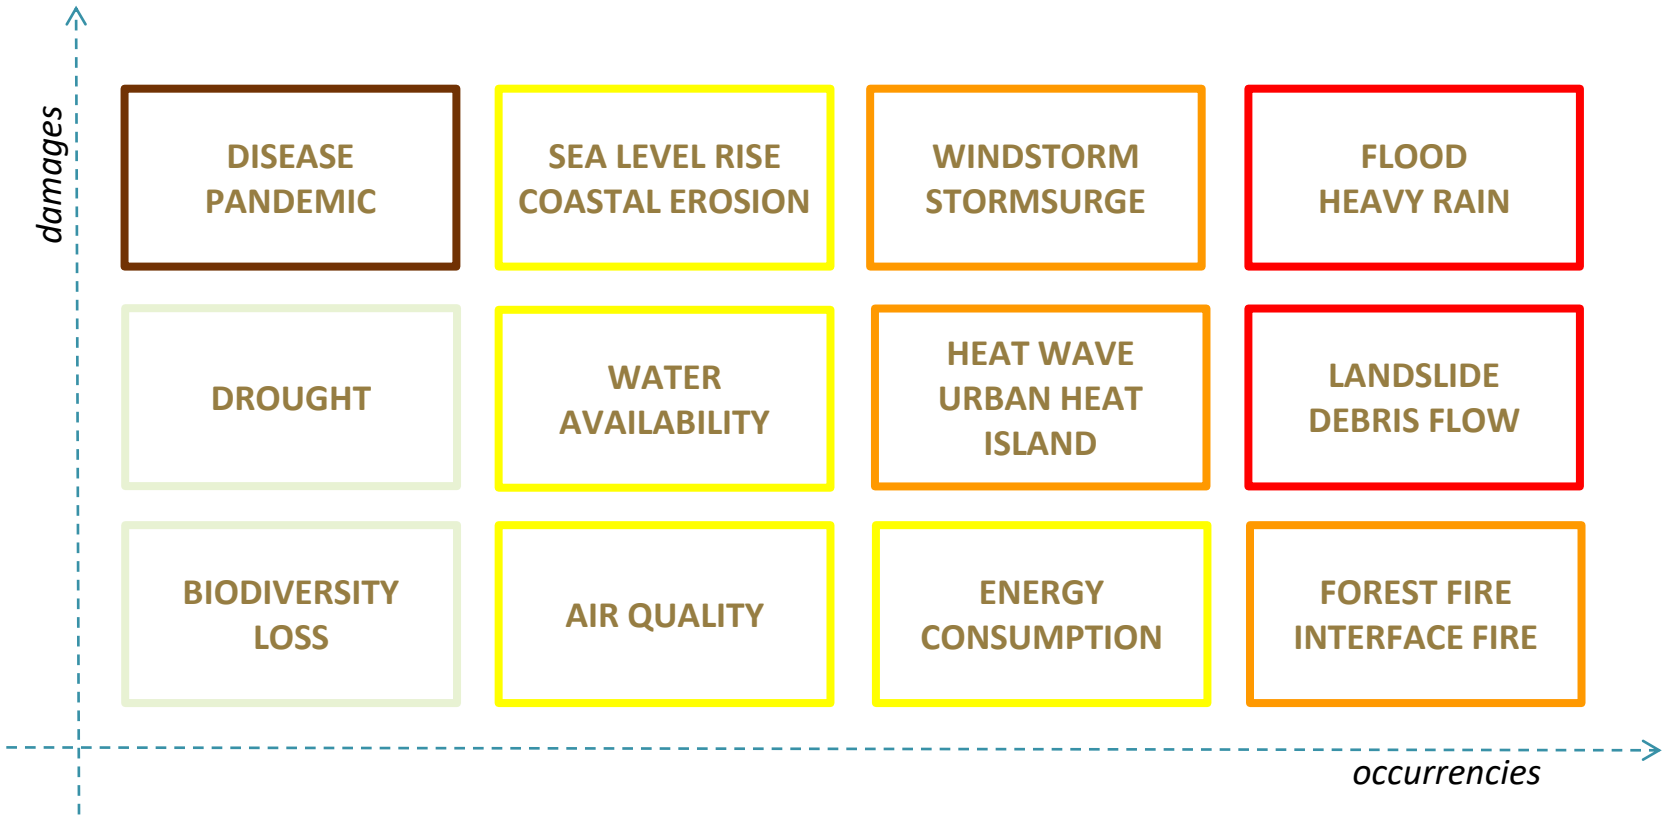 damages
DISEASE
PANDEMIC
SEA LEVEL RISE
COASTAL EROSION
WINDSTORM
STORMSURGE
FLOOD
HEAVY RAIN
DROUGHT
WATER
AVAILABILITY
HEAT WAVE
URBAN HEAT
ISLAND
LANDSLIDE
DEBRIS FLOW
BIODIVERSITY
LOSS
AIR QUALITY
ENERGY
CONSUMPTION
FOREST FIRE
INTERFACE FIRE
occurrencies